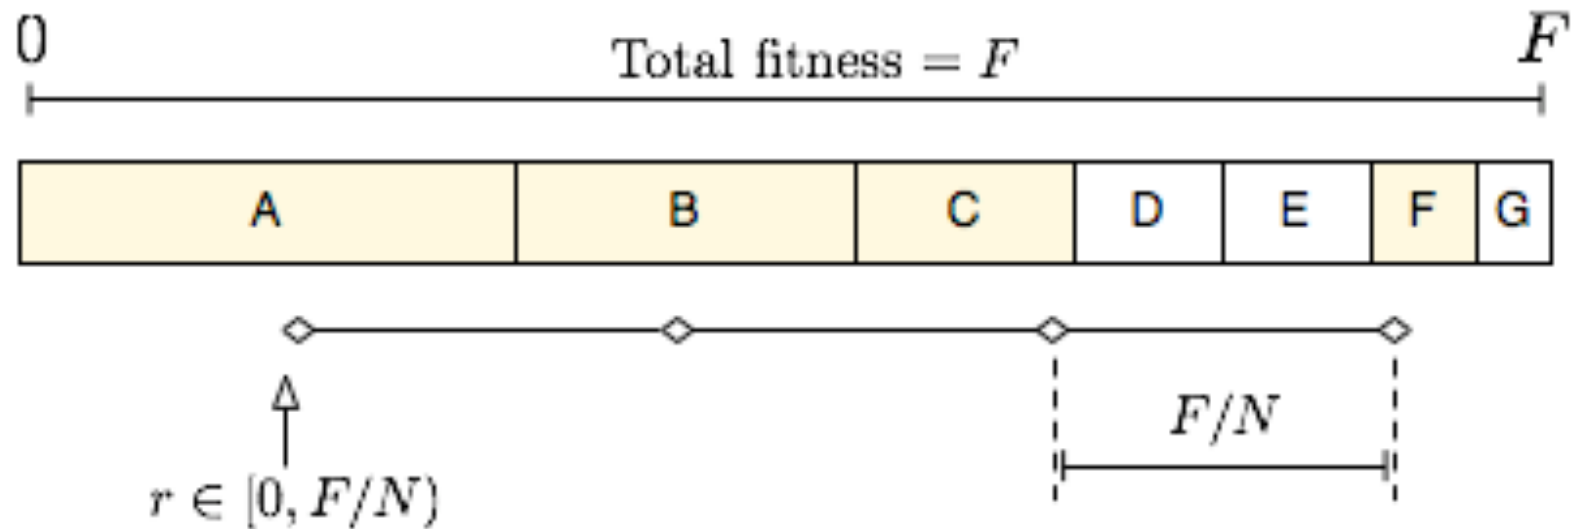 0 Total fitness = F F
A B C D E F G
F/N
r ∈ [0, F/N)